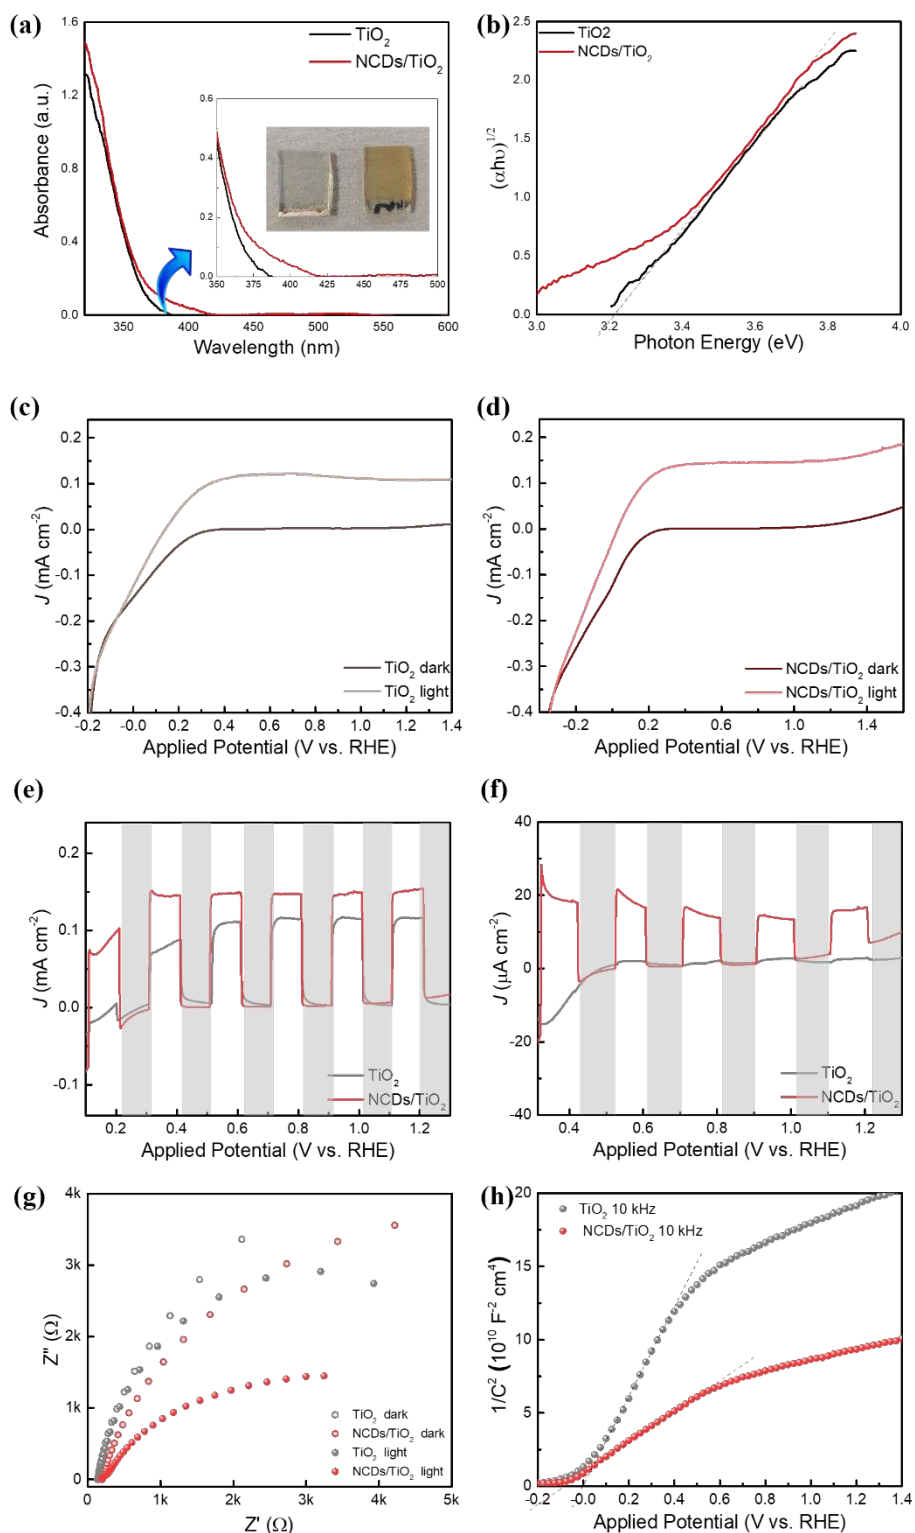 (a)
TiO2
NCDs/TiO2
Absorbance (a.u.)
1.6
1.2
0.8
0.4
0.0
0.6
0.4
0.2
0.0
350 375 400 425 450 475 500
350 400 450 500 550 600
Wavelength (nm)
(b)
TiO2
NCDs/TiO2
(αhυ)1/2
2.5
2.0
1.5
1.0
0.5
0.0
3.0 3.2 3.4 3.6 3.8 4.0
Photon Energy (eV)
(c)
J (mA cm-2)
0.2
0.1
0.0
-0.1
-0.2
-0.3
-0.4
TiO2 dark
TiO2 light
-0.2 -0.0 0.2 0.4 0.6 0.8 1.0 1.2 1.4
Applied Potential (V vs. RHE)
(d)
J (mA cm-2)
0.2
0.1
0.0
-0.1
-0.2
-0.3
-0.4
NCDs/TiO2 dark
NCDs/TiO2 light
-0.2 0.2 0.6 1.0 1.4
Applied Potential (V vs. RHE)
(e)
J (mA cm-2)
0.2
0.1
0.0
-0.1
TiO2
NCDs/TiO2
0.2 0.4 0.6 0.8 1.0 1.2
Applied Potential (V vs. RHE)
(f)
J (μA cm-2)
40
20
0
-20
-40
TiO2
NCDs/TiO2
0.4 0.6 0.8 1.0 1.2
Applied Potential (V vs. RHE)
(g)
Z" (Ω)
4k
3k
2k
1k
0
TiO2 dark
NCDs/TiO2 dark
TiO2 light
NCDs/TiO2 light
0 1k 2k 3k 4k 5k
Z' (Ω)
(h)
TiO2 10 kHz
NCDs/TiO2 10 kHz
1/C2 (1010 F-2 cm4)
20
15
10
5
0
-0.2 -0.0 0.2 0.4 0.6 0.8 1.0 1.2 1.4
Applied Potential (V vs. RHE)